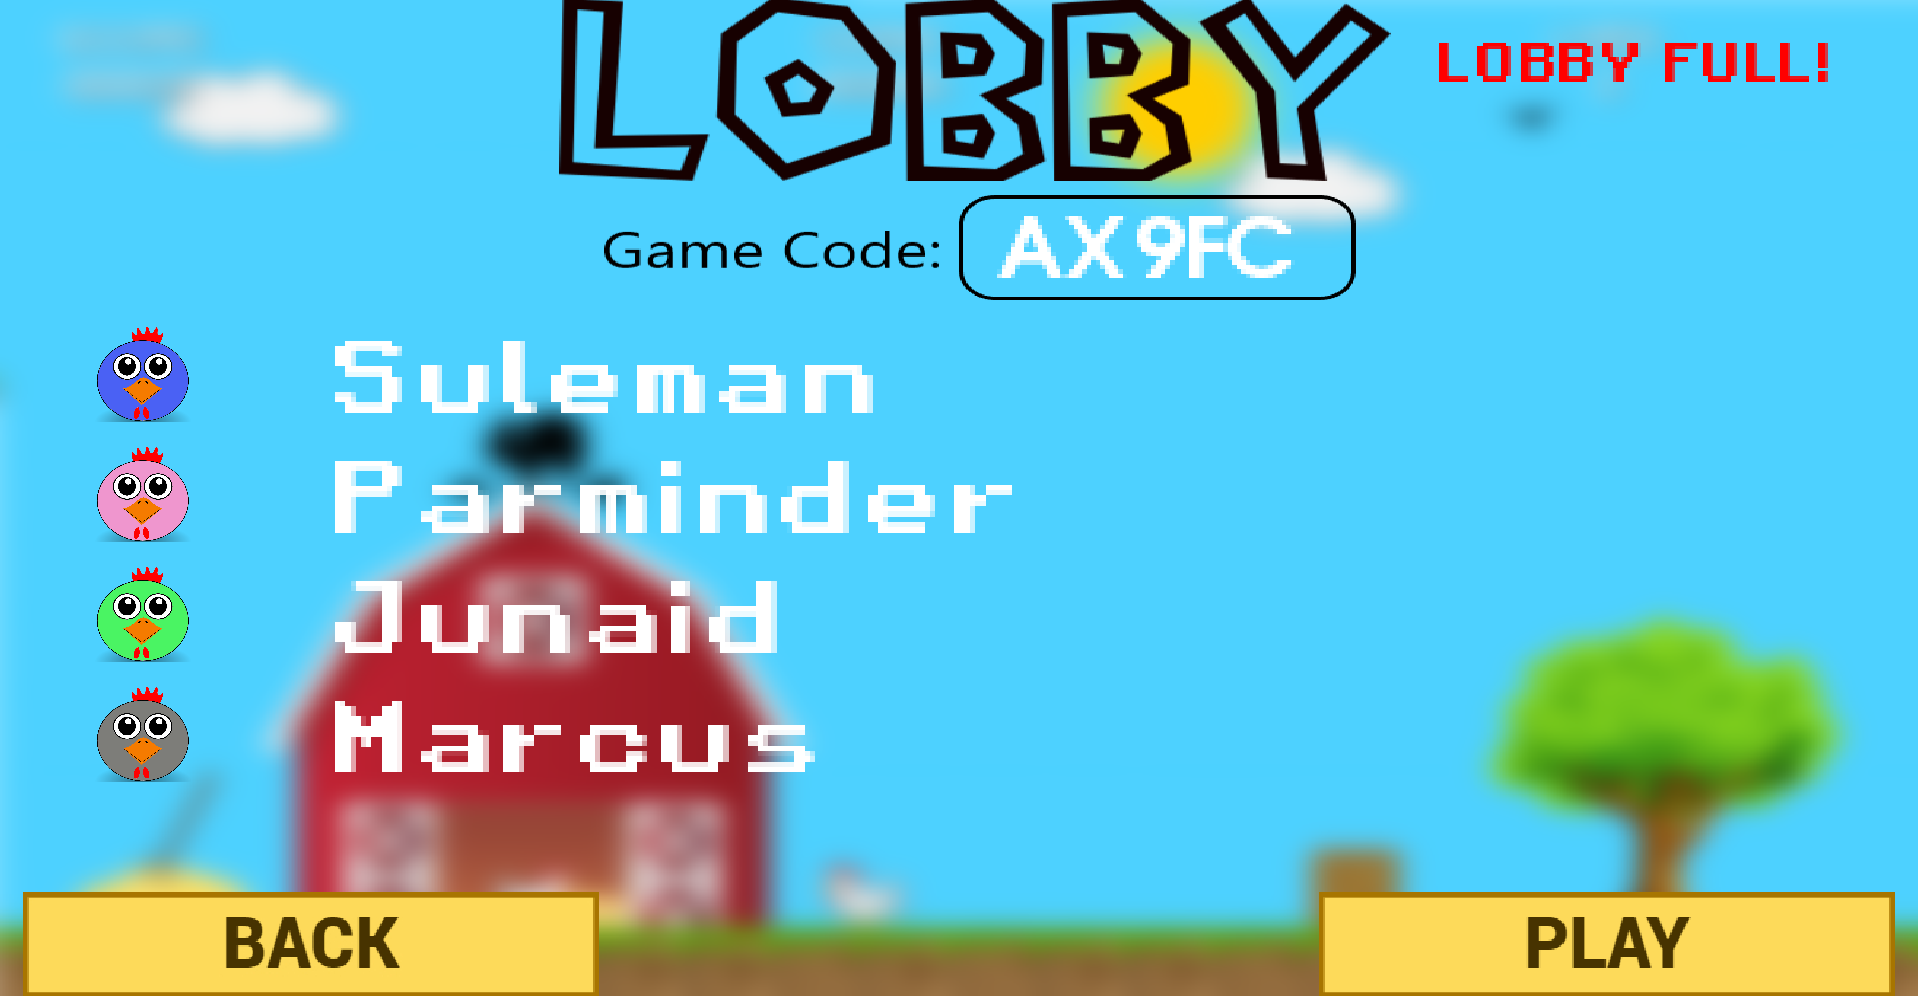 LOBBY
LOBBY FULL!
Game Code: AX9FC
Suleman
Parminder
Junaid
Marcus
BACK
PLAY